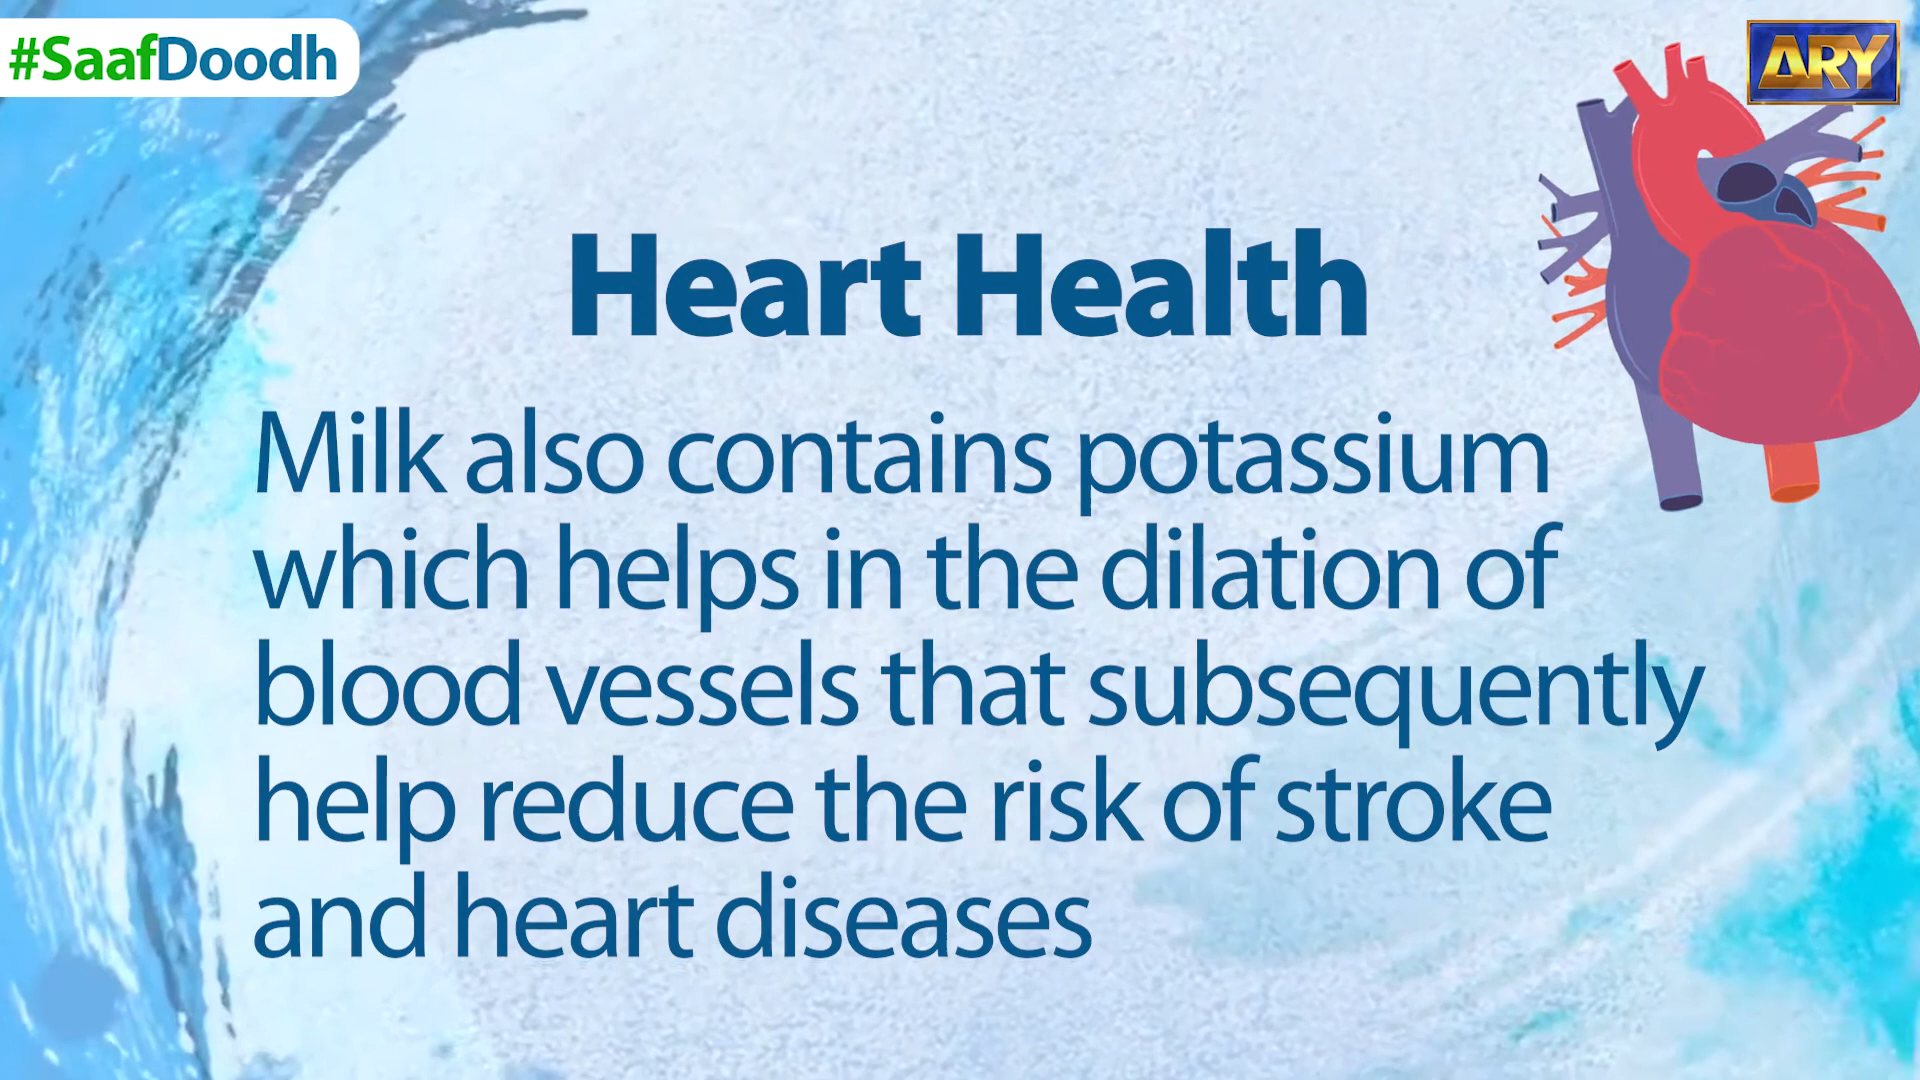 #SaafDoodh
ARY
Heart Health
Milk also contains potassium
which helps in the dilation of
blood vessels that subsequently
help reduce the risk of stroke
and heart diseases